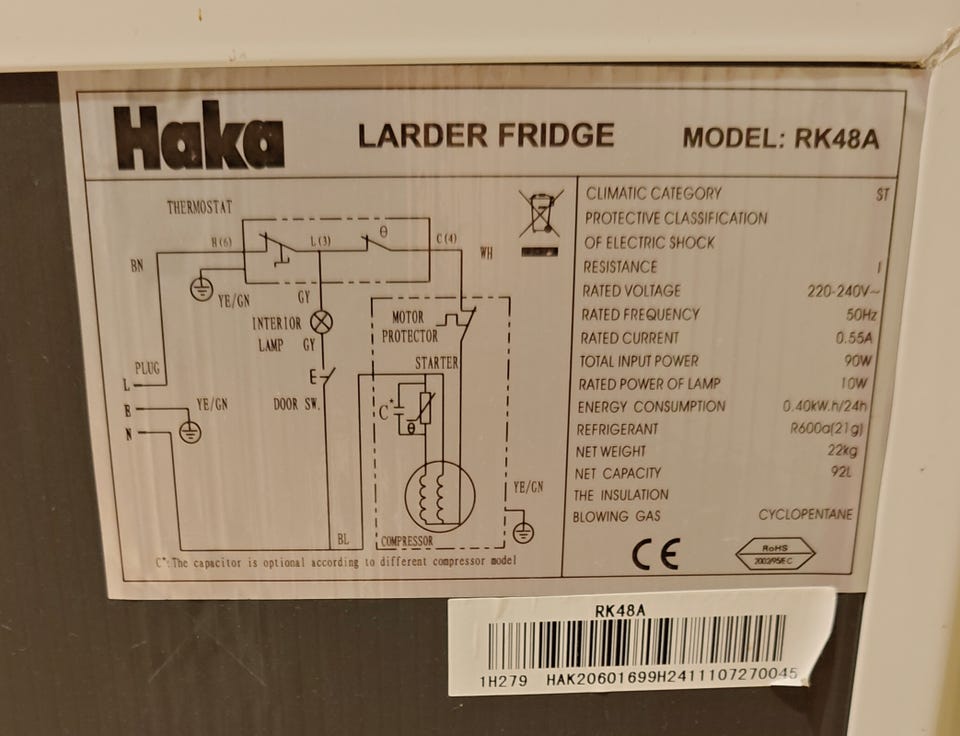 Haka LARDER FRIDGE MODEL: RK48A
THERMOSTAT
H(6) L(3) θ C(4)
BN
WH
YE/GN
GY
INTERIOR
LAMP GY
MOTOR
PROTECTOR
STARTER
PLUG
L
E
N
YE/GN
DOOR SW.
C*
θ
YE/GN
BL
COMPRESSOR
C*:The capacitor is optional according to different compressor model
CLIMATIC CATEGORY ST
PROTECTIVE CLASSIFICATION
OF ELECTRIC SHOCK
RESISTANCE I
RATED VOLTAGE 220-240V~
RATED FREQUENCY 50Hz
RATED CURRENT 0.55A
TOTAL INPUT POWER 90W
RATED POWER OF LAMP 10W
ENERGY CONSUMPTION 0.40kW.h/24h
REFRIGERANT R600a(21g)
NET WEIGHT 22kg
NET CAPACITY 92L
THE INSULATION
BLOWING GAS CYCLOPENTANE
CE
RoHS
2002/95/EC
RK48A
1H279 HAK20601699H2411107270045